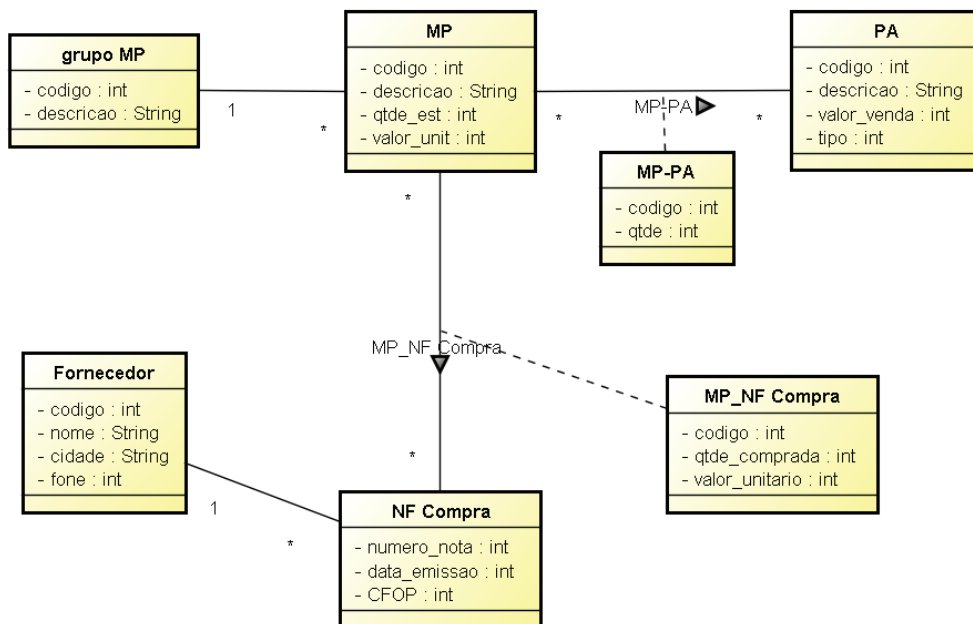 grupo MP
- codigo : int
- descricao : String
1
*
MP
- codigo : int
- descricao : String
- qtde_est : int
- valor_unit : int
*
MP-PA
*
PA
- codigo : int
- descricao : String
- valor_venda : int
- tipo : int
MP-PA
- codigo : int
- qtde : int
*
MP_NF Compra
*
Fornecedor
- codigo : int
- nome : String
- cidade : String
- fone : int
1
*
MP_NF Compra
- codigo : int
- qtde_comprada : int
- valor_unitario : int
NF Compra
- numero_nota : int
- data_emissao : int
- CFOP : int